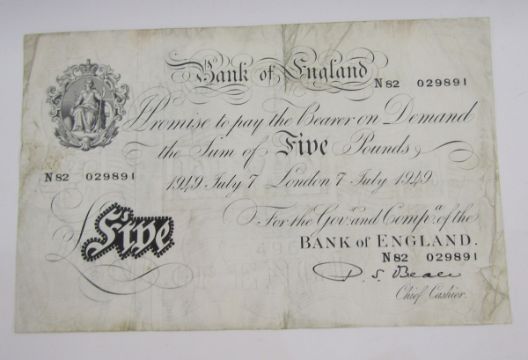 Bank of England
N82 029891
I Promise to pay the Bearer on Demand
the Sum of Five Pounds
N82 029891
1949 July 7 London 7 July 1949
For the Govr. and Compa. of the
£Five
BANK of ENGLAND.
N82 029891
P. S. Beale
Chief Cashier.